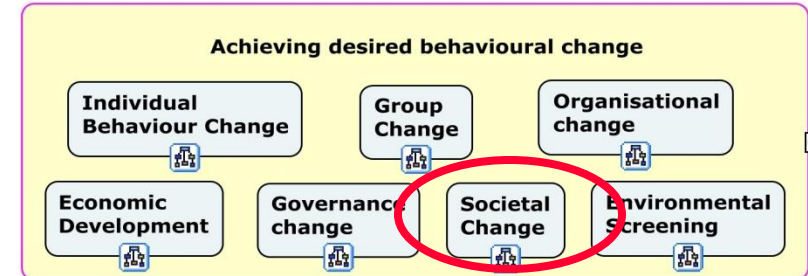 Achieving desired behavioural change
Individual
Behaviour Change
Group
Change
Organisational
change
Economic
Development
Governance
change
Societal
Change
Environmental
Screening